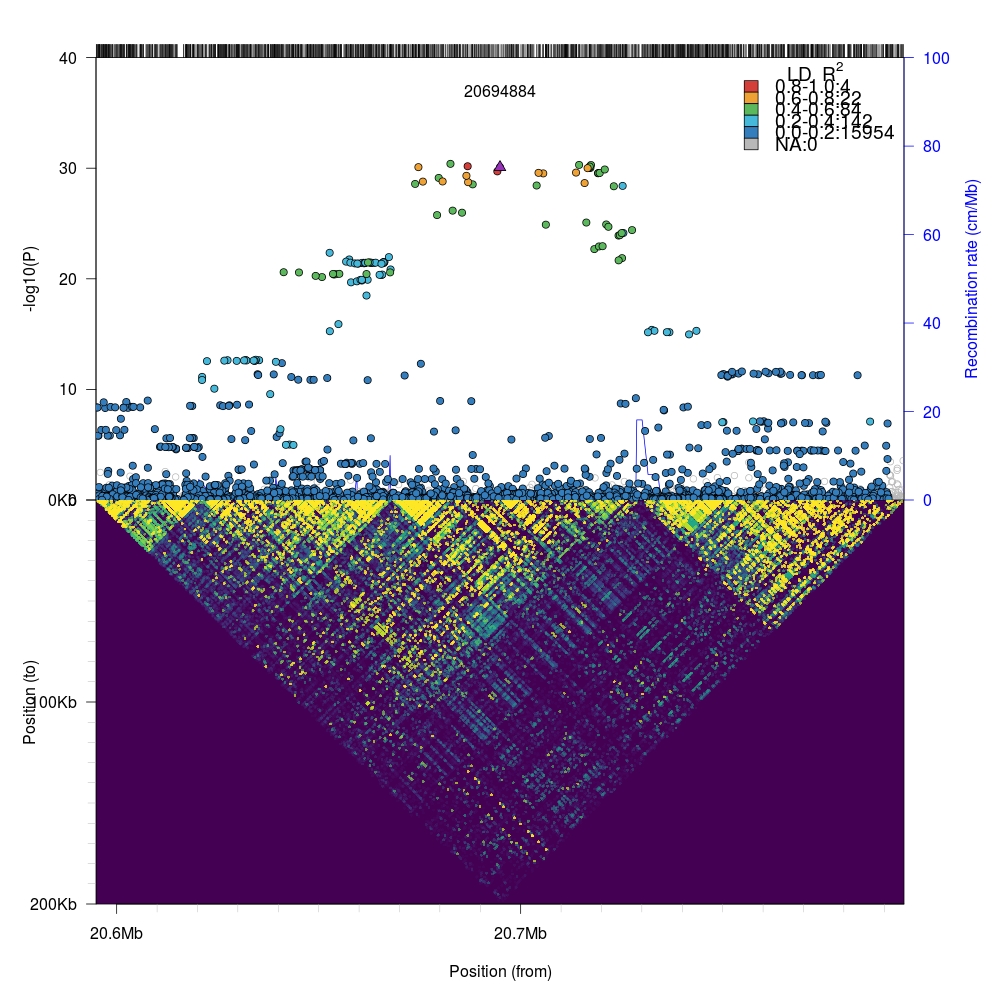 40
100
20694884
LD, R2
0.8-1.0:4
0.6-0.8:22
0.4-0.6:84
0.2-0.4:142
0.0-0.2:15954
NA:0
80
30
60
-log10(P)
20
40
Recombination rate (cm/Mb)
10
20
0
0Kb
0
Position (to)
100Kb
200Kb
20.6Mb
20.7Mb
Position (from)